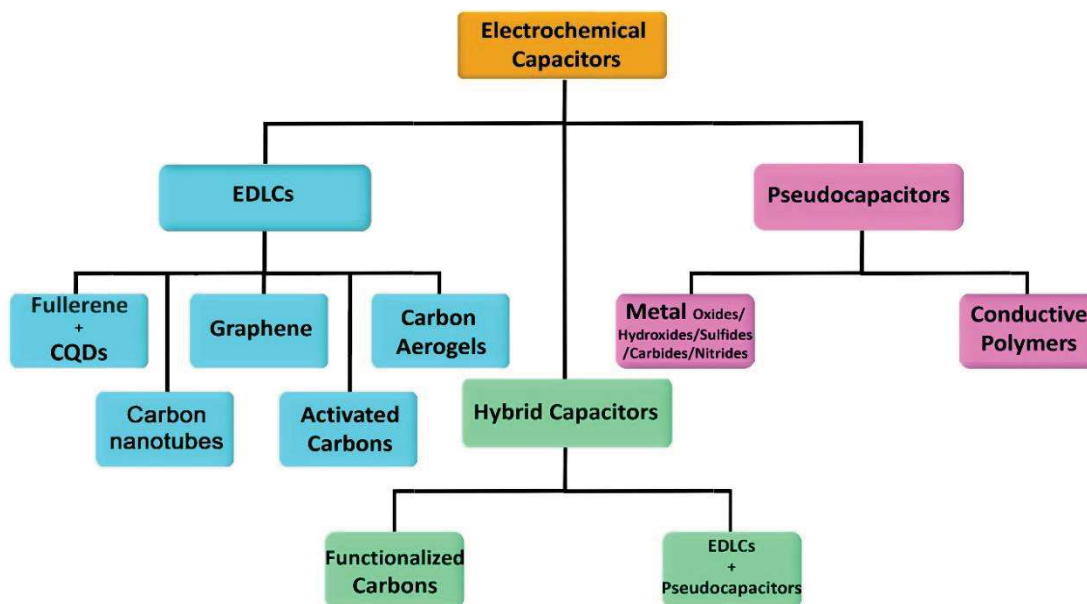 Electrochemical
Capacitors
EDLCs
Pseudocapacitors
Fullerene
+
CQDs
Graphene
Carbon
Aerogels
Metal Oxides/
Hydroxides/Sulfides
/Carbides/Nitrides
Conductive
Polymers
Carbon
nanotubes
Activated
Carbons
Hybrid Capacitors
Functionalized
Carbons
EDLCs
+
Pseudocapacitors